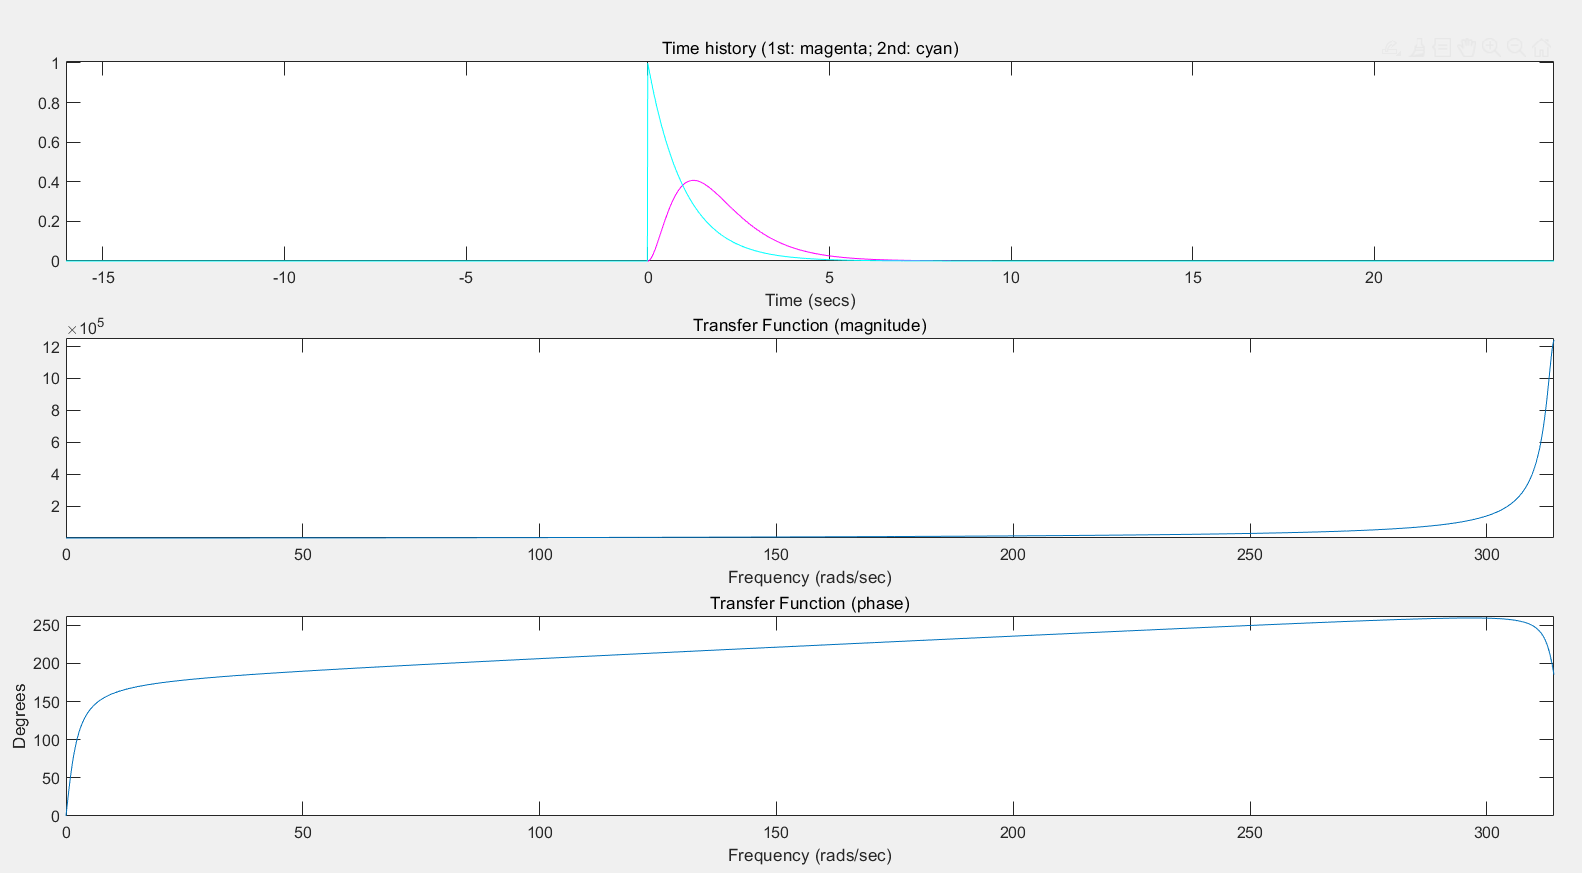 Time history (1st: magenta; 2nd: cyan)
1
0.8
0.6
0.4
0.2
0
-15 -10 -5 0 5 10 15 20
Time (secs)
×10^5
Transfer Function (magnitude)
12
10
8
6
4
2
0 50 100 150 200 250 300
Frequency (rads/sec)
Transfer Function (phase)
250
200
150
100
50
0
Degrees
0 50 100 150 200 250 300
Frequency (rads/sec)